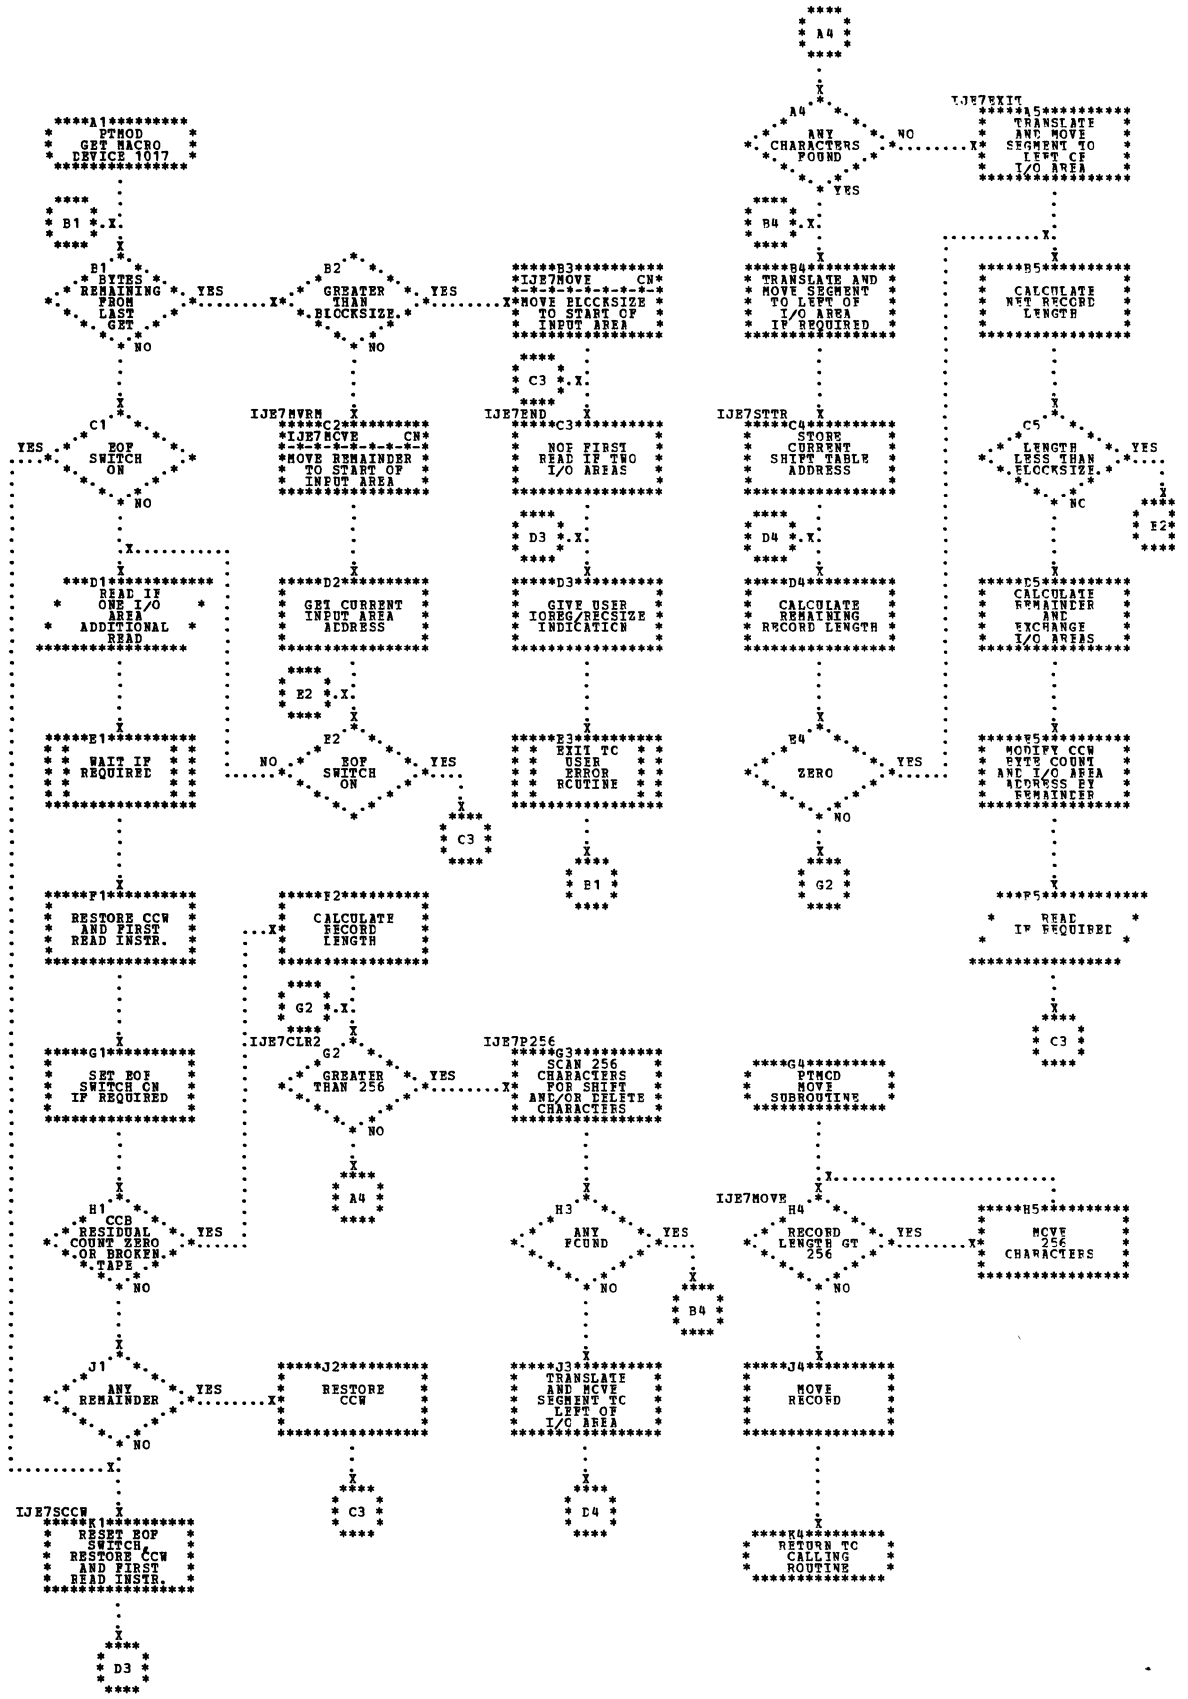 A4
A1
PTMOD
GET MACRO
DEVICE 1017
B1
B1
BYTES
REMAINING
FROM
LAST
GET
YES
NO
C1
EOF
SWITCH
ON
YES
NO
D1
READ IF
ONE I/O
AREA
ADDITIONAL
READ
E1
WAIT IF
REQUIRED
F1
RESTORE CCW
AND FIRST
READ INSTR.
G1
SET EOF
SWITCH ON
IF REQUIRED
H1
CCB
RESIDUAL
COUNT ZERO
OR BROKEN
TAPE
YES
NO
J1
ANY
REMAINDER
YES
NO
IJE7SCCW
K1
RESET EOF
SWITCH,
RESTORE CCW
AND FIRST
READ INSTR.
D3
B2
GREATER
THAN
BLOCKSIZE
YES
NO
IJE7MVRM
C2
IJE7MCVE CN
MOVE REMAINDER
TO START OF
INPUT AREA
D2
GET CURRENT
INPUT AREA
ADDRESS
E2
E2
EOF
SWITCH
ON
NO
YES
C3
F2
CALCULATE
RECORD
LENGTH
G2
IJE7CLR2
G2
GREATER
THAN 256
YES
NO
A4
J2
RESTORE
CCW
C3
B3
IJE7MOVE CN
MOVE BLCCKSIZE
TO START OF
INPUT AREA
C3
IJE7END
C3
NOP FIRST
READ IF TWO
I/O AREAS
D3
D3
GIVE USER
IOREG/RECSIZE
INDICATION
E3
EXIT TC
USER
ERROR
RCUTINE
B1
IJE7P256
G3
SCAN 256
CHARACTERS
FOR SHIFT
AND/OR DELETE
CHARACTERS
H3
ANY
FCUND
YES
NO
B4
J3
TRANSLATE
AND MCVE
SEGMENT TC
LEFT OF
I/O AREA
D4
A4
ANY
CHARACTERS
FOUND
NO
YES
B4
B4
TRANSLATE AND
MOVE SEGMENT
TO LEFT OF
I/O AREA
IF REQUIRED
IJE7STTR
C4
STORE
CURRENT
SHIFT TABLE
ADDRESS
D4
D4
CALCULATE
REMAINING
RECORD LENGTH
E4
ZERO
YES
NO
G2
G4
PTMCD
MOVE
SUBROUTINE
IJE7MOVE
H4
RECORD
LENGTH GT
256
YES
NO
J4
MOVE
RECORD
K4
RETURN TC
CALLING
ROUTINE
IJE7EXIT
A5
TRANSLATE
AND MOVE
SEGMENT TO
LEFT CF
I/O AREA
B5
CALCULATE
NET RECORD
LENGTH
C5
LENGTH
LESS THAN
BLOCKSIZE
YES
NC
E2
D5
CALCULATE
REMAINDER
AND
EXCHANGE
I/O AREAS
E5
MODIFY CCW
BYTE COUNT
AND I/O AREA
ADDRESS BY
REMAINDER
F5
READ
IF REQUIRED
C3
H5
MCVE
256
CHARACTERS